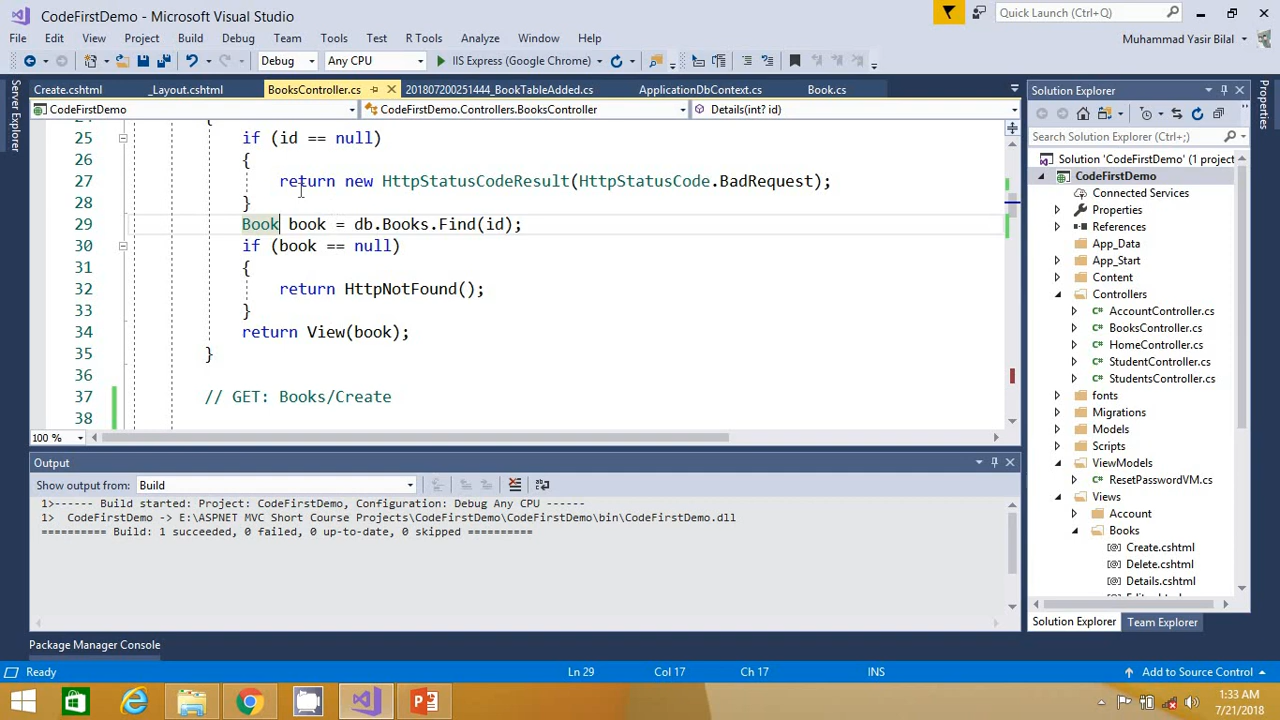 CodeFirstDemo - Microsoft Visual Studio
Quick Launch (Ctrl+Q)
File Edit View Project Build Debug Team Tools Test R Tools Analyze Window Help
Muhammad Yasir Bilal
Debug Any CPU IIS Express (Google Chrome)
Server Explorer
Create.cshtml _Layout.cshtml BooksController.cs 201807200251444_BookTableAdded.cs ApplicationDbContext.cs Book.cs
CodeFirstDemo CodeFirstDemo.Controllers.BooksController Details(int? id)
25 if (id == null)
26 {
27 return new HttpStatusCodeResult(HttpStatusCode.BadRequest);
28 }
29 Book book = db.Books.Find(id);
30 if (book == null)
31 {
32 return HttpNotFound();
33 }
34 return View(book);
35 }
36
37 // GET: Books/Create
38
100 %
Output
Show output from: Build
1>------ Build started: Project: CodeFirstDemo, Configuration: Debug Any CPU ------
1> CodeFirstDemo -> E:\ASPNET MVC Short Course Projects\CodeFirstDemo\CodeFirstDemo\bin\CodeFirstDemo.dll
========== Build: 1 succeeded, 0 failed, 0 up-to-date, 0 skipped ==========
Package Manager Console
Solution Explorer
Search Solution Explorer (Ctrl+;)
Solution 'CodeFirstDemo' (1 project
CodeFirstDemo
Connected Services
Properties
References
App_Data
App_Start
Content
Controllers
AccountController.cs
BooksController.cs
HomeController.cs
StudentController.cs
StudentsController.cs
fonts
Migrations
Models
Scripts
ViewModels
ResetPasswordVM.cs
Views
Account
Books
Create.cshtml
Delete.cshtml
Details.cshtml
Solution Explorer Team Explorer
Properties
Ready Ln 29 Col 17 Ch 17 INS Add to Source Control
1:33 AM
7/21/2018